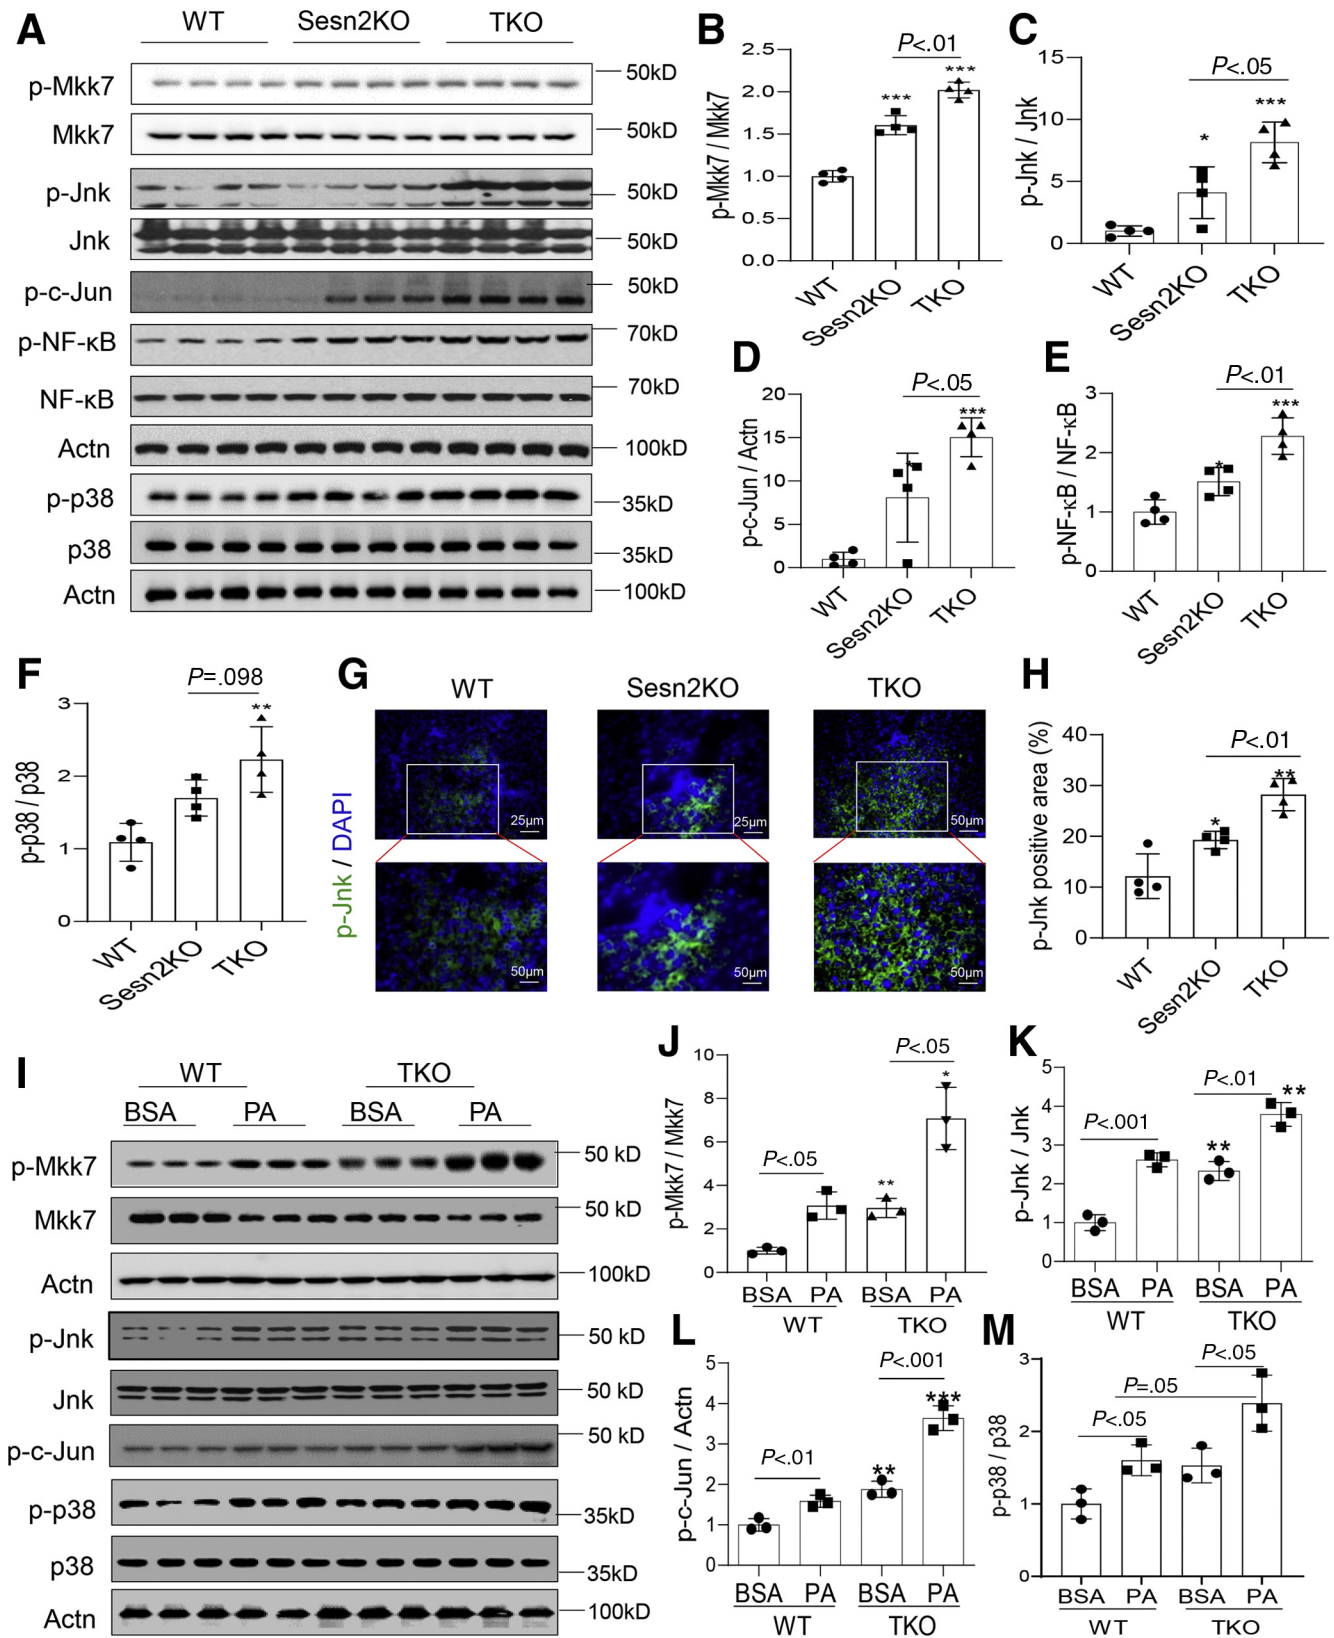 A
WT Sesn2KO TKO
p-Mkk7 50kD
Mkk7 50kD
p-Jnk 50kD
Jnk 50kD
p-c-Jun 50kD
p-NF-κB 70kD
NF-κB 70kD
Actn 100kD
p-p38 35kD
p38 35kD
Actn 100kD
B
p-Mkk7 / Mkk7
2.5
2.0
1.5
1.0
0.5
0.0
P<.01
***
***
WT Sesn2KO TKO
C
p-Jnk / Jnk
15
10
5
0
P<.05
*
***
WT Sesn2KO TKO
D
p-c-Jun / Actn
20
15
10
5
0
P<.05
*
***
WT Sesn2KO TKO
E
p-NF-κB / NF-κB
3
2
1
0
P<.01
*
***
WT Sesn2KO TKO
F
p-p38 / p38
3
2
1
0
P=.098
**
WT Sesn2KO TKO
G
p-Jnk / DAPI
WT Sesn2KO TKO
25μm 25μm 50μm
50μm 50μm 50μm
H
p-Jnk positive area (%)
40
30
20
10
0
P<.01
*
**
WT Sesn2KO TKO
I
WT TKO
BSA PA BSA PA
p-Mkk7 50 kD
Mkk7 50 kD
Actn 100kD
p-Jnk 50 kD
Jnk 50 kD
p-c-Jun 50 kD
p-p38 35kD
p38 35kD
Actn 100kD
J
p-Mkk7 / Mkk7
10
8
6
4
2
0
P<.05
P<.05
**
*
BSA PA BSA PA
WT TKO
K
p-Jnk / Jnk
5
4
3
2
1
0
P<.001
P<.01
**
**
BSA PA BSA PA
WT TKO
L
p-c-Jun / Actn
5
4
3
2
1
0
P<.01
P<.001
**
***
BSA PA BSA PA
WT TKO
M
p-p38 / p38
3
2
1
0
P<.05
P=.05
P<.05
BSA PA BSA PA
WT TKO